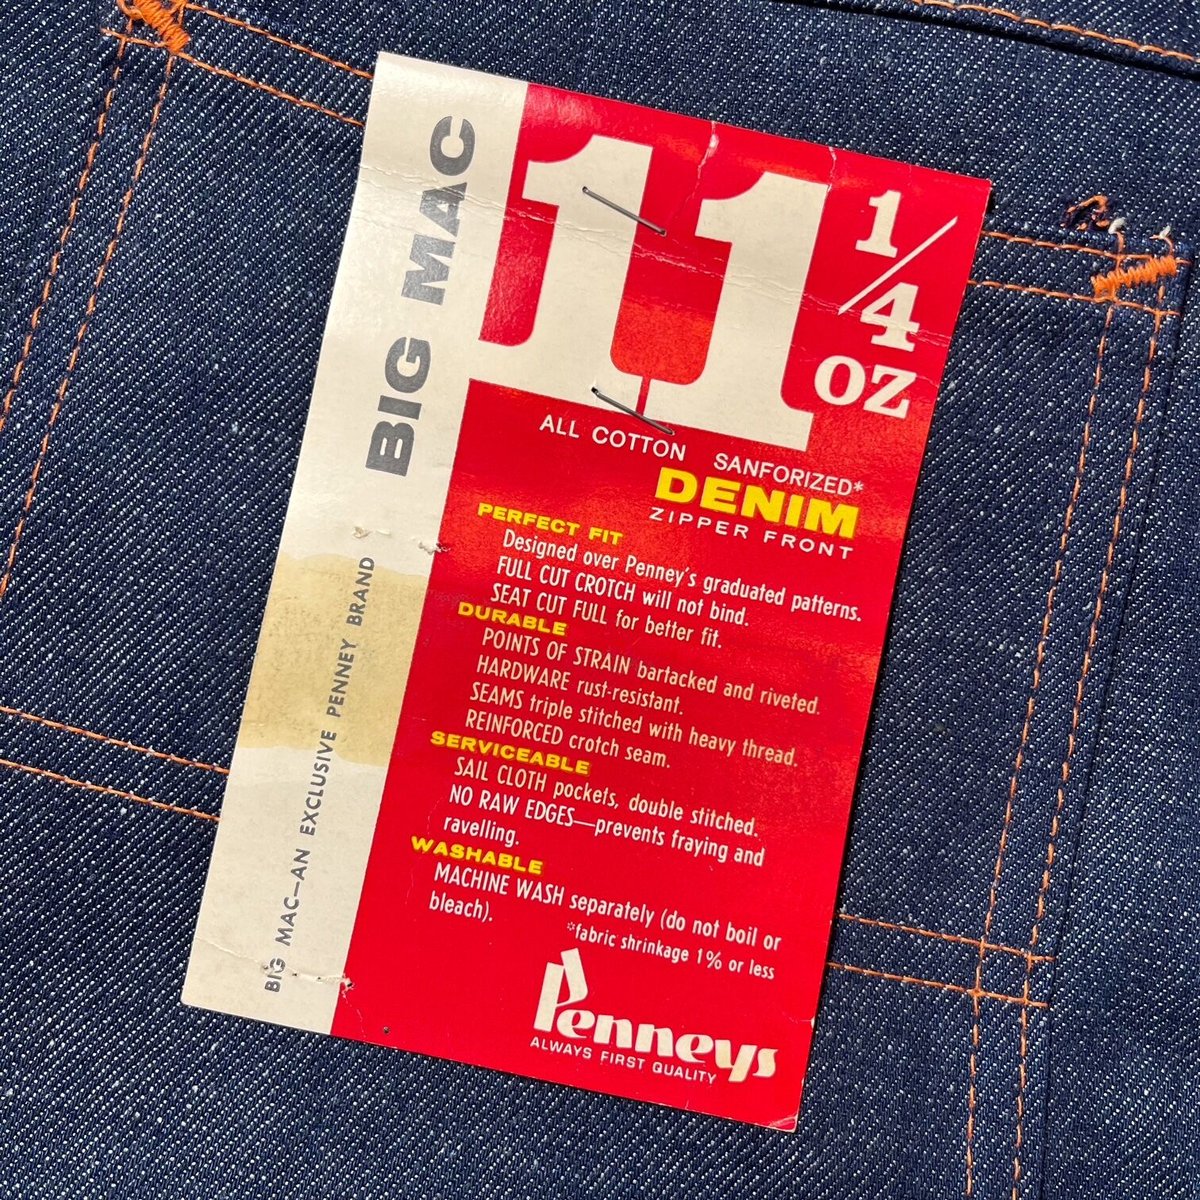 BIG MAC
BIG MAC—AN EXCLUSIVE PENNEY BRAND
11 1/4 OZ
ALL COTTON SANFORIZED*
DENIM
ZIPPER FRONT
PERFECT FIT
Designed over Penney's graduated patterns.
FULL CUT CROTCH will not bind.
SEAT CUT FULL for better fit.
DURABLE
POINTS OF STRAIN bartacked and riveted.
HARDWARE rust-resistant.
SEAMS triple stitched with heavy thread.
REINFORCED crotch seam.
SERVICEABLE
SAIL CLOTH pockets, double stitched.
NO RAW EDGES—prevents fraying and
ravelling.
WASHABLE
MACHINE WASH separately (do not boil or
bleach).
*fabric shrinkage 1% or less
Penneys
ALWAYS FIRST QUALITY